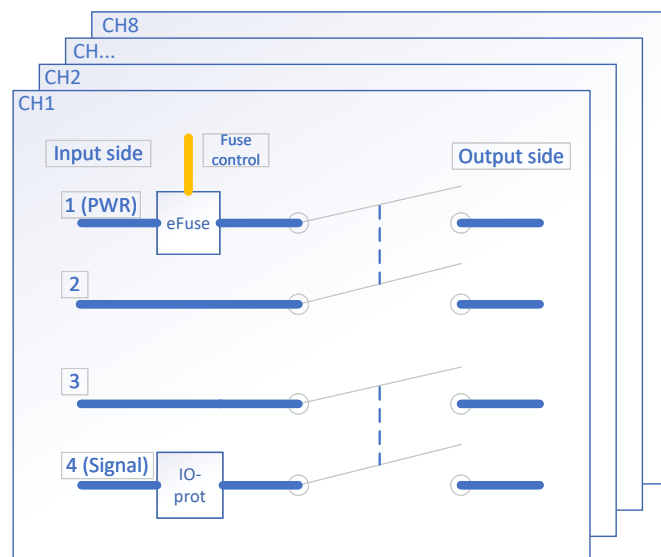 CH8
CH...
CH2
CH1
Input side
Fuse
control
Output side
1 (PWR)
eFuse
2
3
4 (Signal)
IO-
prot